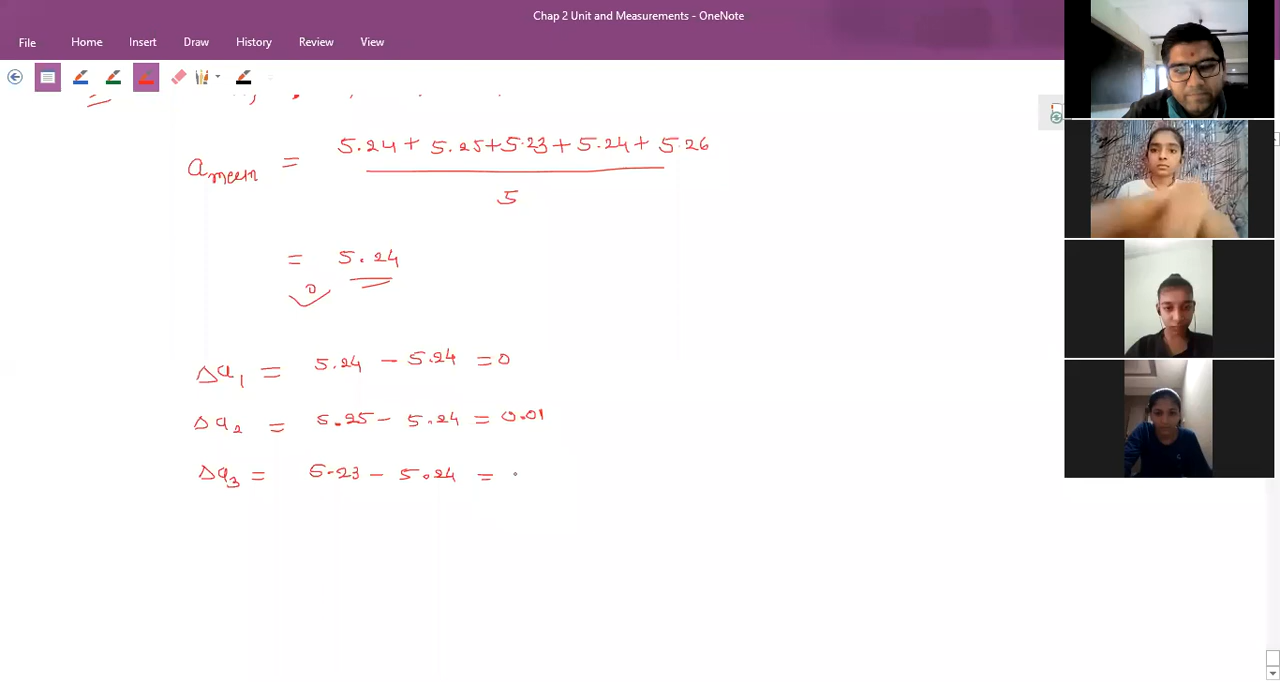 Chap 2 Unit and Measurements - OneNote
File Home Insert Draw History Review View
a mean = 5.24 + 5.25 + 5.23 + 5.24 + 5.26
5
= 5.24
0
Δa1 = 5.24 - 5.24 = 0
Δa2 = 5.25 - 5.24 = 0.01
Δa3 = 5.23 - 5.24 =